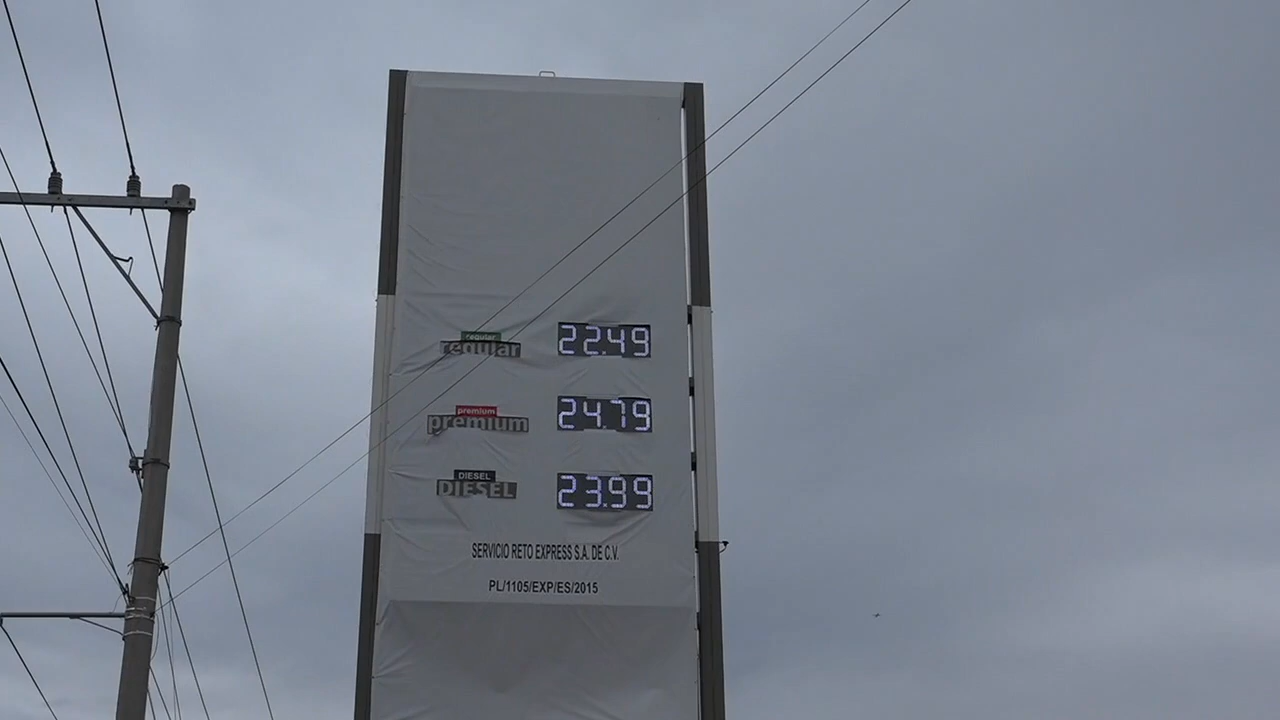 regular
regular 22.49
premium
premium 24.79
DIESEL
DIESEL 23.99
SERVICIO RETO EXPRESS S.A. DE C.V.
PL/1105/EXP/ES/2015